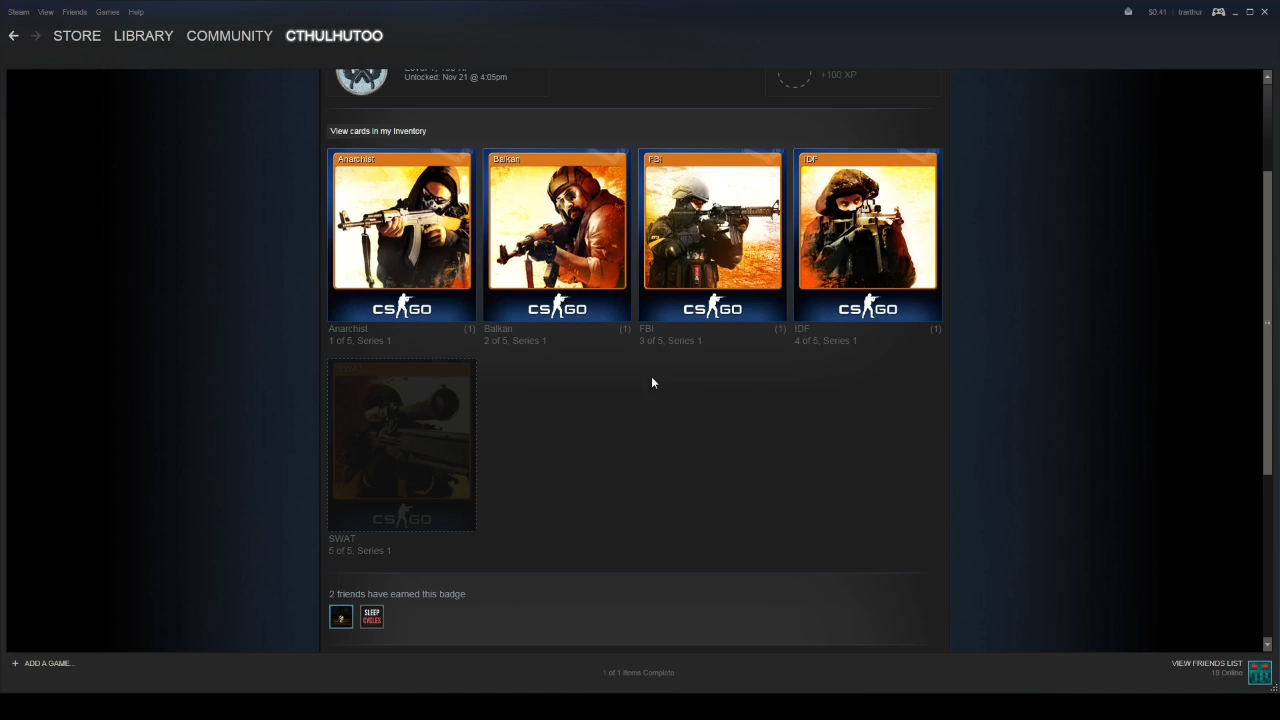 Steam View Friends Games Help
$0.41 trarthur
STORE LIBRARY COMMUNITY CTHULHUTOO
Unlocked: Nov 21 @ 4:05pm
+100 XP
View cards in my Inventory
Anarchist Balkan FBI IDF
CS GO CS GO CS GO CS GO
Anarchist (1) Balkan (1) FBI (1) IDF (1)
1 of 5, Series 1 2 of 5, Series 1 3 of 5, Series 1 4 of 5, Series 1
CS GO
SWAT
5 of 5, Series 1
2 friends have earned this badge
SLEEP
CYCLES
+ ADD A GAME...
1 of 1 Items Complete
VIEW FRIENDS LIST
19 Online